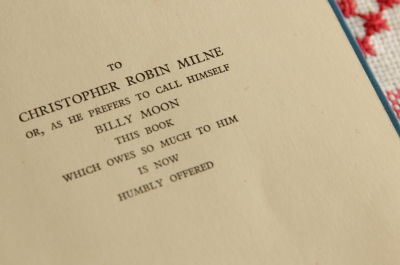 TO
CHRISTOPHER ROBIN MILNE
OR, AS HE PREFERS TO CALL HIMSELF
BILLY MOON
THIS BOOK
WHICH OWES SO MUCH TO HIM
IS NOW
HUMBLY OFFERED